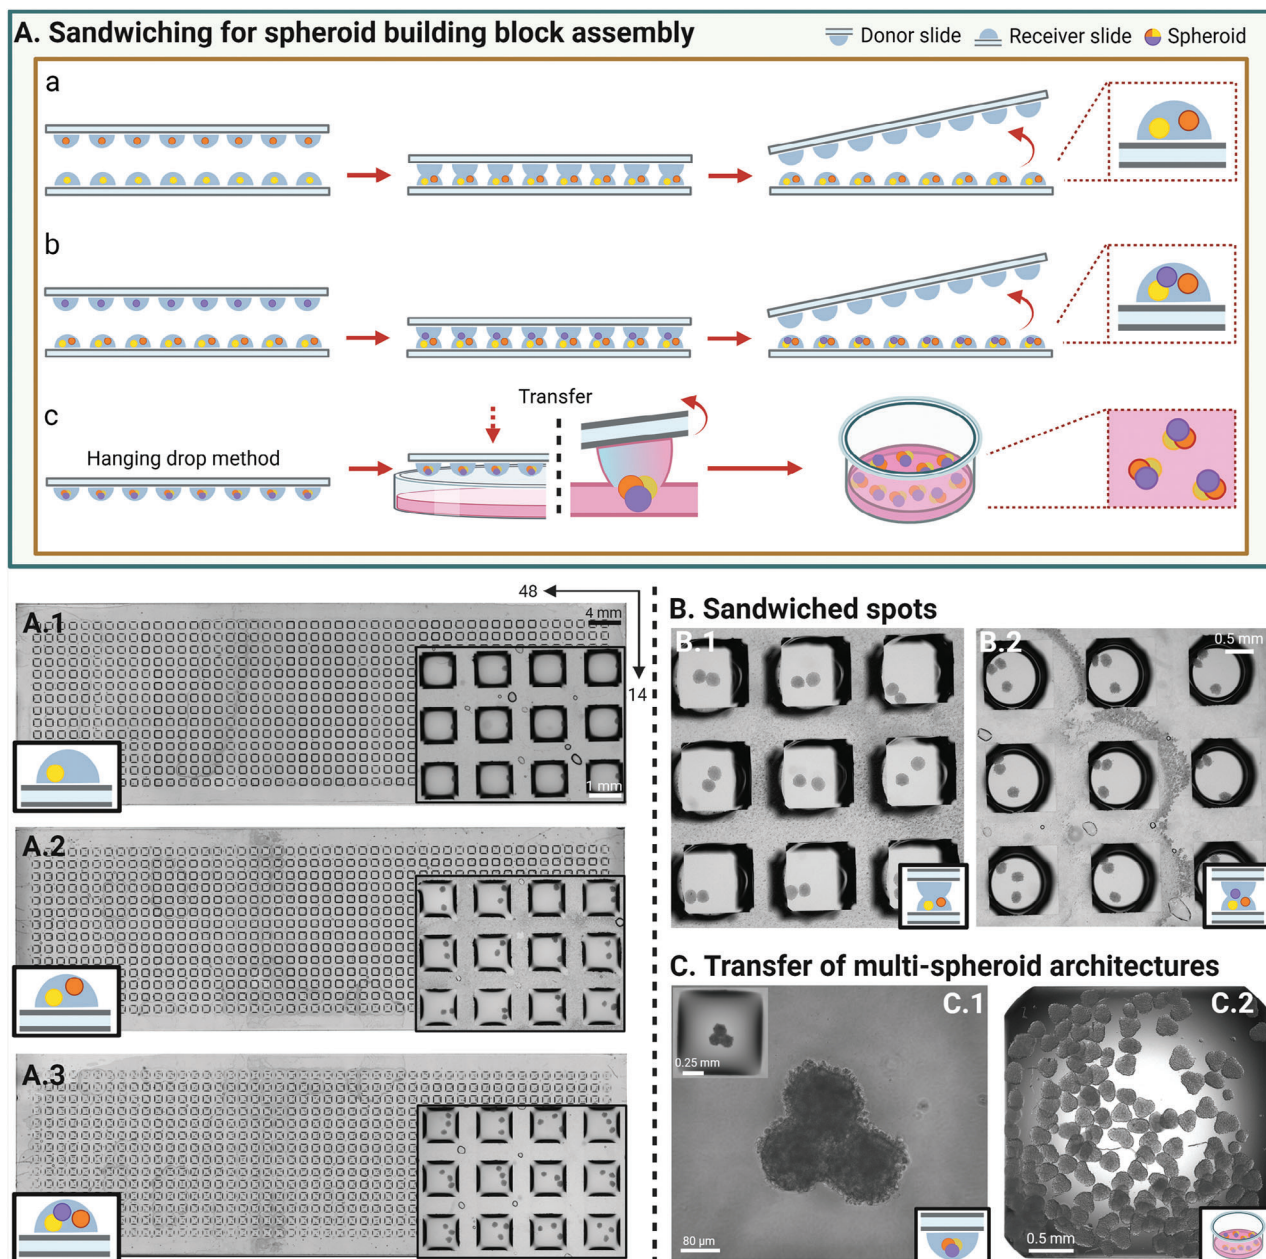 A. Sandwiching for spheroid building block assembly
Donor slide Receiver slide Spheroid
a
b
c
Hanging drop method
Transfer
A.1
48
14
4 mm
1 mm
A.2
A.3
B. Sandwiched spots
B.1
B.2
0.5 mm
C. Transfer of multi-spheroid architectures
C.1
0.25 mm
80 µm
C.2
0.5 mm